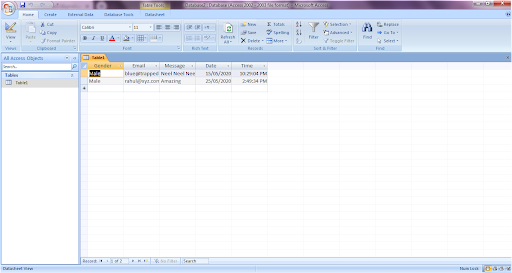 Table Tools
Database2 : Database (Access 2002 - 2003 file format) - Microsoft Access
Home Create External Data Database Tools Datasheet
View
Paste
Cut
Copy
Format Painter
Calibri 11
Refresh All
New
Save
Delete
Totals
Spelling
More
Filter
Selection
Advanced
Toggle Filter
Find
Replace
Go To
Select
Views Clipboard Font Rich Text Records Sort & Filter Find
All Access Objects
Search...
Tables
Table1
Table1
Gender Email Message Date Time
Male blue@trapped Neel Neel Nee 15/05/2020 10:29:04 PM
Male rahul@xyz.com Amazing 25/05/2020 2:49:34 PM
Record: 1 of 2 No Filter Search
Datasheet View Num Lock